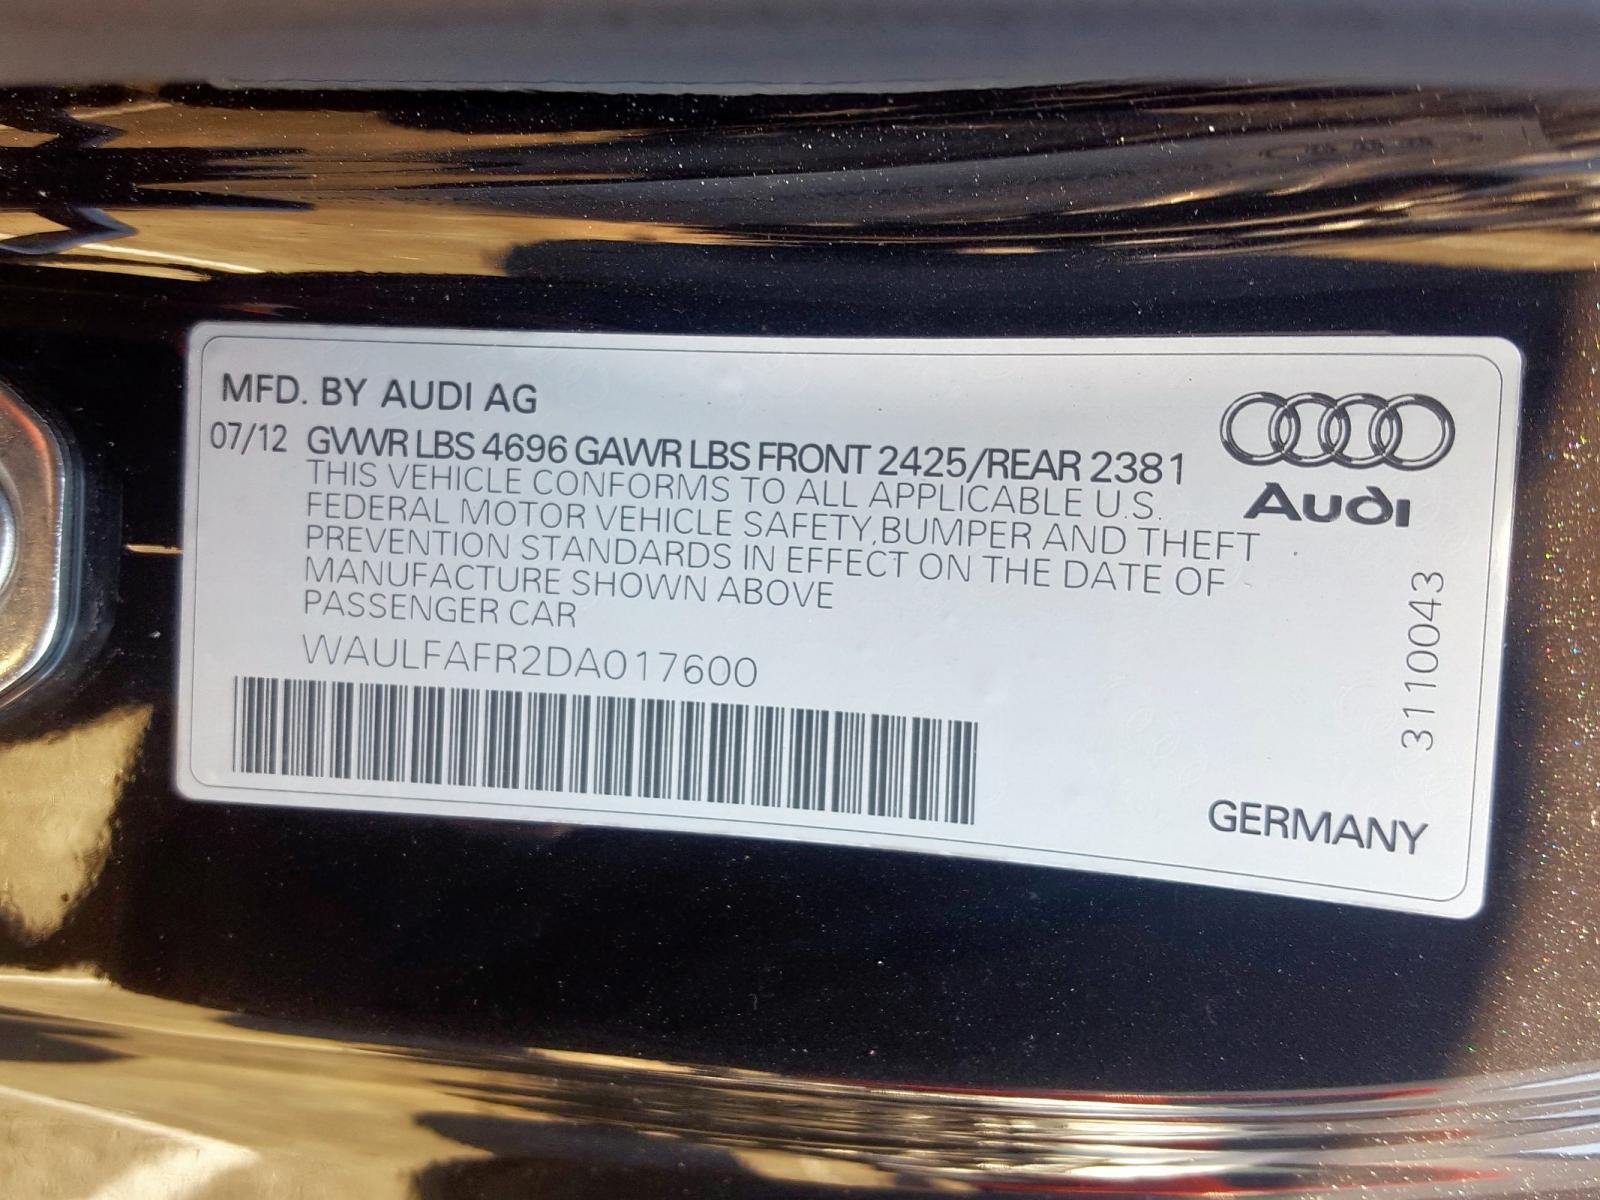 MFD. BY AUDI AG
07/12 GVWR LBS 4696 GAWR LBS FRONT 2425/REAR 2381
THIS VEHICLE CONFORMS TO ALL APPLICABLE U.S.
FEDERAL MOTOR VEHICLE SAFETY,BUMPER AND THEFT
PREVENTION STANDARDS IN EFFECT ON THE DATE OF
MANUFACTURE SHOWN ABOVE
PASSENGER CAR
WAULFAFR2DA017600
Audi
3110043
GERMANY